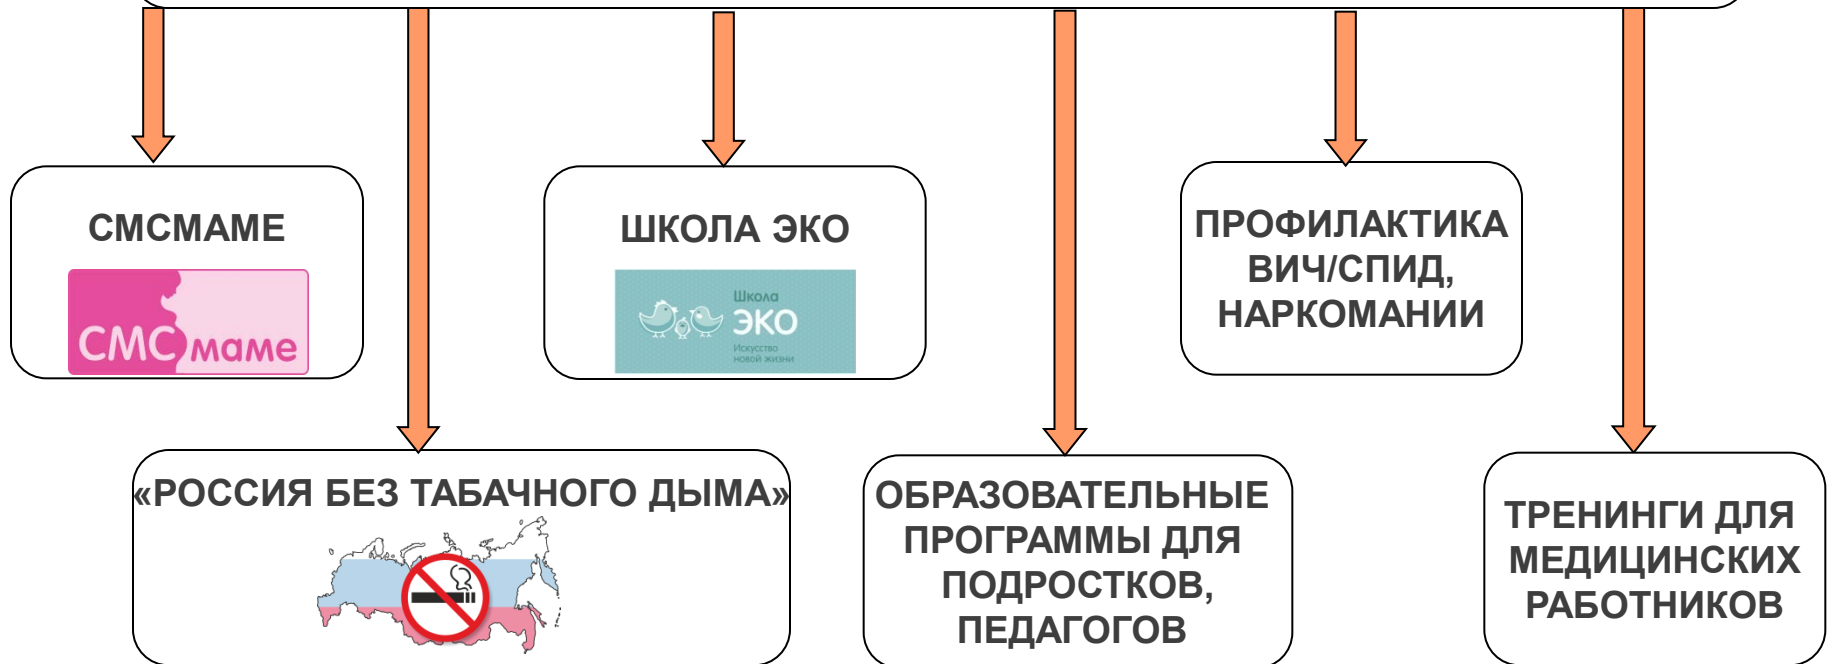 СМСМАМЕ
СМС маме
ШКОЛА ЭКО
Школа
ЭКО
Искусство
новой жизни
ПРОФИЛАКТИКА
ВИЧ/СПИД,
НАРКОМАНИИ
«РОССИЯ БЕЗ ТАБАЧНОГО ДЫМА»
ОБРАЗОВАТЕЛЬНЫЕ
ПРОГРАММЫ ДЛЯ
ПОДРОСТКОВ,
ПЕДАГОГОВ
ТРЕНИНГИ ДЛЯ
МЕДИЦИНСКИХ
РАБОТНИКОВ